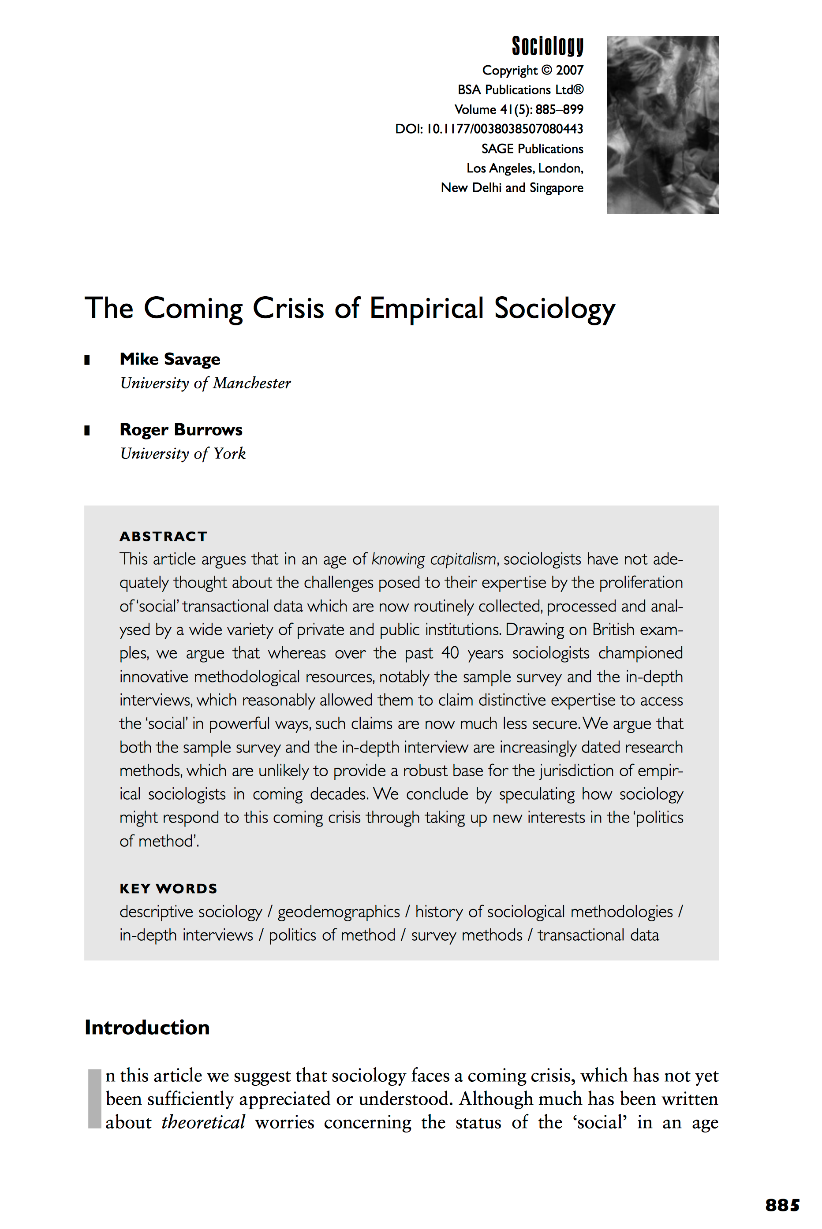 Sociology
Copyright © 2007
BSA Publications Ltd®
Volume 41(5): 885–899
DOI: 10.1177/0038038507080443
SAGE Publications
Los Angeles, London,
New Delhi and Singapore
The Coming Crisis of Empirical Sociology
Mike Savage
University of Manchester
Roger Burrows
University of York
ABSTRACT
This article argues that in an age of knowing capitalism, sociologists have not ade-
quately thought about the challenges posed to their expertise by the proliferation
of ‘social’ transactional data which are now routinely collected, processed and anal-
ysed by a wide variety of private and public institutions. Drawing on British exam-
ples, we argue that whereas over the past 40 years sociologists championed
innovative methodological resources, notably the sample survey and the in-depth
interviews, which reasonably allowed them to claim distinctive expertise to access
the ‘social’ in powerful ways, such claims are now much less secure. We argue that
both the sample survey and the in-depth interview are increasingly dated research
methods, which are unlikely to provide a robust base for the jurisdiction of empir-
ical sociologists in coming decades. We conclude by speculating how sociology
might respond to this coming crisis through taking up new interests in the ‘politics
of method’.
KEY WORDS
descriptive sociology / geodemographics / history of sociological methodologies /
in-depth interviews / politics of method / survey methods / transactional data
Introduction
In this article we suggest that sociology faces a coming crisis, which has not yet
been sufficiently appreciated or understood. Although much has been written
about theoretical worries concerning the status of the ‘social’ in an age
885